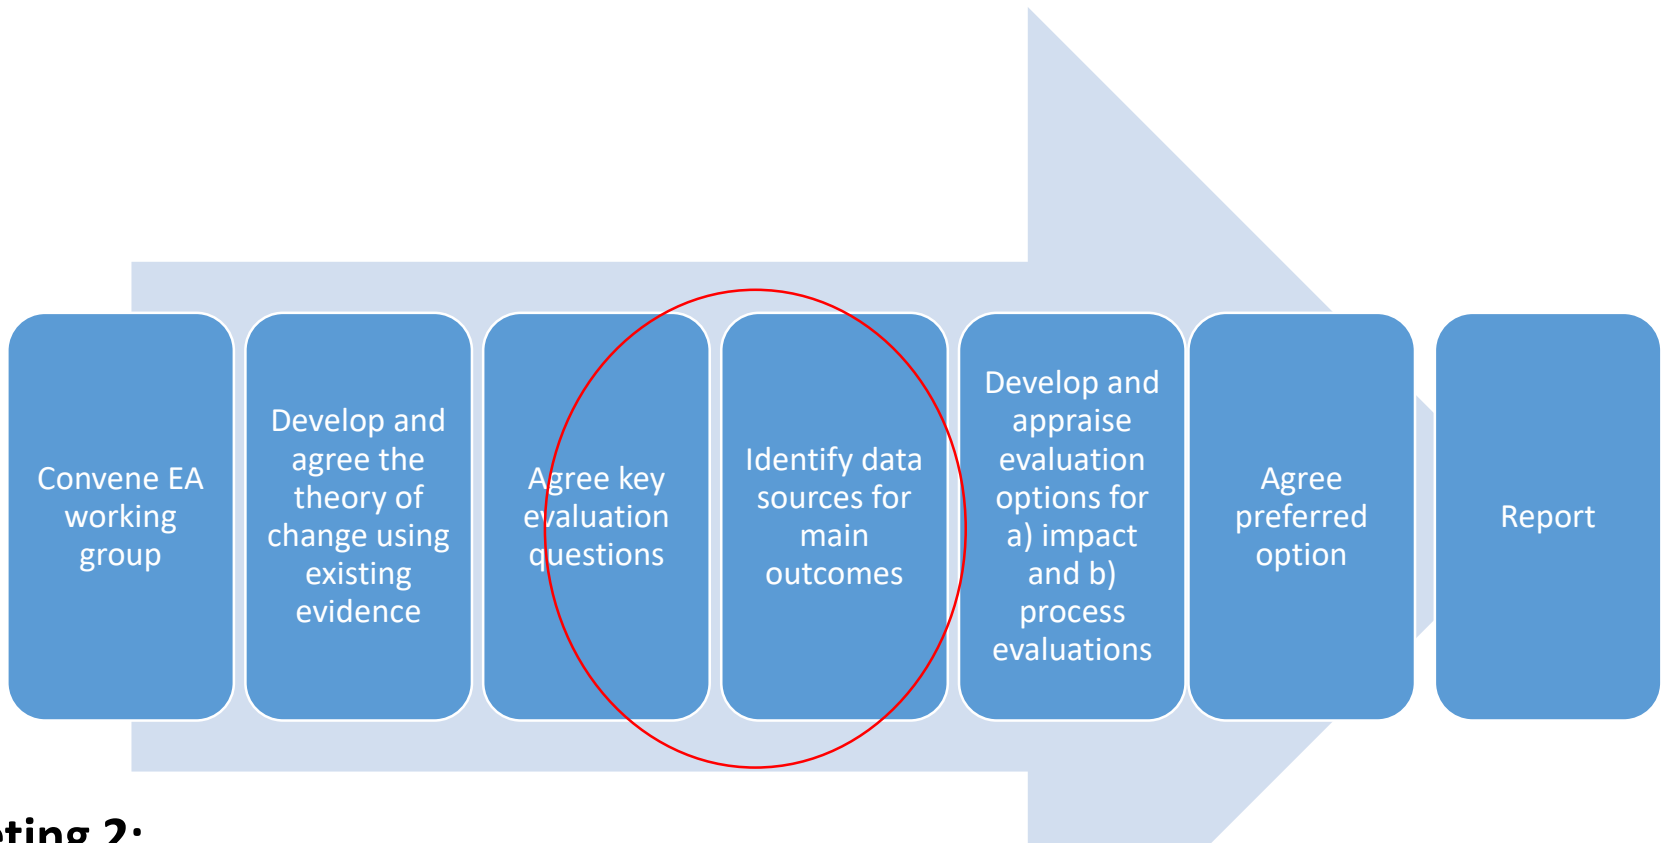 Convene EA
working
group
Develop and
agree the
theory of
change using
existing
evidence
Agree key
evaluation
questions
Identify data
sources for
main
outcomes
Develop and
appraise
evaluation
options for
a) impact
and b)
process
evaluations
Agree
preferred
option
Report
eting 2: